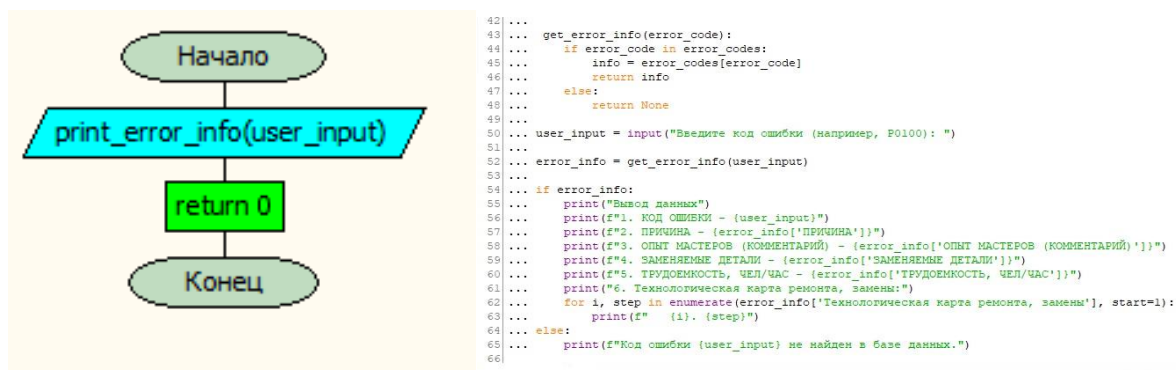 Начало
print_error_info(user_input)
return 0
Конец
42 ...
43 ...  get_error_info(error_code):
44 ...     if error_code in error_codes:
45 ...         info = error_codes[error_code]
46 ...         return info
47 ...     else:
48 ...         return None
49 ...
50 ... user_input = input("Введите код ошибки (например, P0100): ")
51 ...
52 ... error_info = get_error_info(user_input)
53 ...
54 ... if error_info:
55 ...     print("Вывод данных")
56 ...     print(f"1. КОД ОШИБКИ - {user_input}")
57 ...     print(f"2. ПРИЧИНА - {error_info['ПРИЧИНА']}")
58 ...     print(f"3. ОПЫТ МАСТЕРОВ (КОММЕНТАРИЙ) - {error_info['ОПЫТ МАСТЕРОВ (КОММЕНТАРИЙ)']}")
59 ...     print(f"4. ЗАМЕНЯЕМЫЕ ДЕТАЛИ - {error_info['ЗАМЕНЯЕМЫЕ ДЕТАЛИ']}")
60 ...     print(f"5. ТРУДОЕМКОСТЬ, ЧЕЛ/ЧАС - {error_info['ТРУДОЕМКОСТЬ, ЧЕЛ/ЧАС']}")
61 ...     print("6. Технологическая карта ремонта, замены:")
62 ...     for i, step in enumerate(error_info['Технологическая карта ремонта, замены'], start=1):
63 ...         print(f"   {i}. {step}")
64 ... else:
65 ...     print(f"Код ошибки {user_input} не найден в базе данных.")
66